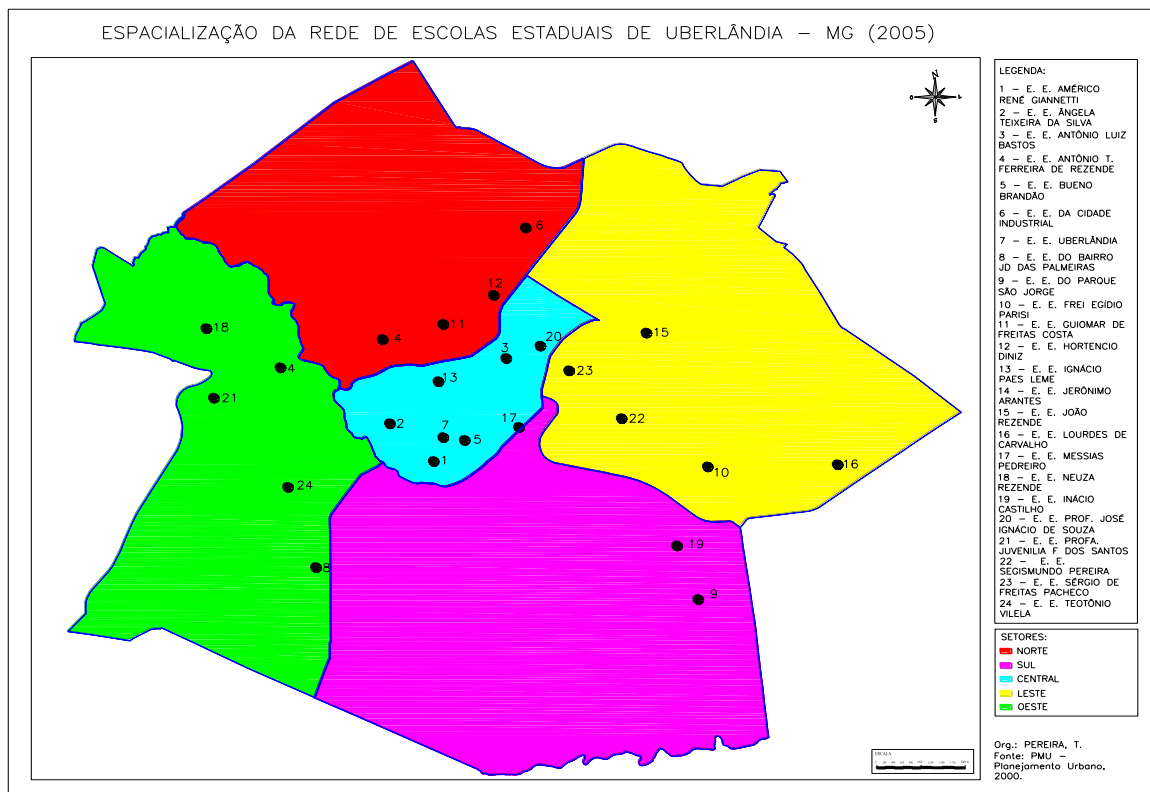 ESPACIALIZAÇÃO DA REDE DE ESCOLAS ESTADUAIS DE UBERLÂNDIA – MG (2005)
N
O
L
S
6
12
11
4
18
4
21
20
3
15
23
13
2
7
5
17
1
22
10
16
24
8
19
9
ESCALA
LEGENDA:
1 – E. E. AMÉRICO
RENÉ GIANNETTI
2 – E. E. ÂNGELA
TEIXEIRA DA SILVA
3 – E. E. ANTÔNIO LUIZ
BASTOS
4 – E. E. ANTÔNIO T.
FERREIRA DE REZENDE
5 – E. E. BUENO
BRANDÃO
6 – E. E. DA CIDADE
INDUSTRIAL
7 – E. E. UBERLÂNDIA
8 – E. E. DO BAIRRO
JD DAS PALMEIRAS
9 – E. E. DO PARQUE
SÃO JORGE
10 – E. E. FREI EGÍDIO
PARISI
11 – E. E. GUIOMAR DE
FREITAS COSTA
12 – E. E. HORTENCIO
DINIZ
13 – E. E. IGNÁCIO
PAES LEME
14 – E. E. JERÔNIMO
ARANTES
15 – E. E. JOÃO
REZENDE
16 – E. E. LOURDES DE
CARVALHO
17 – E. E. MESSIAS
PEDREIRO
18 – E. E. NEUZA
REZENDE
19 – E. E. INÁCIO
CASTILHO
20 – E. E. PROF. JOSÉ
IGNÁCIO DE SOUZA
21 – E. E. PROFA.
JUVENILIA F DOS SANTOS
22 – E. E.
SEGISMUNDO PEREIRA
23 – E. E. SÉRGIO DE
FREITAS PACHECO
24 – E. E. TEOTÔNIO
VILELA
SETORES:
NORTE
SUL
CENTRAL
LESTE
OESTE
Org.: PEREIRA, T.
Fonte: PMU –
Planejamento Urbano,
2000.